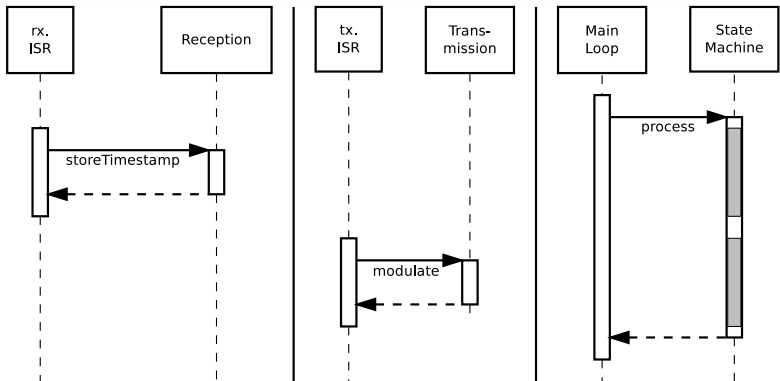 rx.
ISR
Reception
tx.
ISR
Trans-
mission
Main
Loop
State
Machine
storeTimestamp
process
modulate